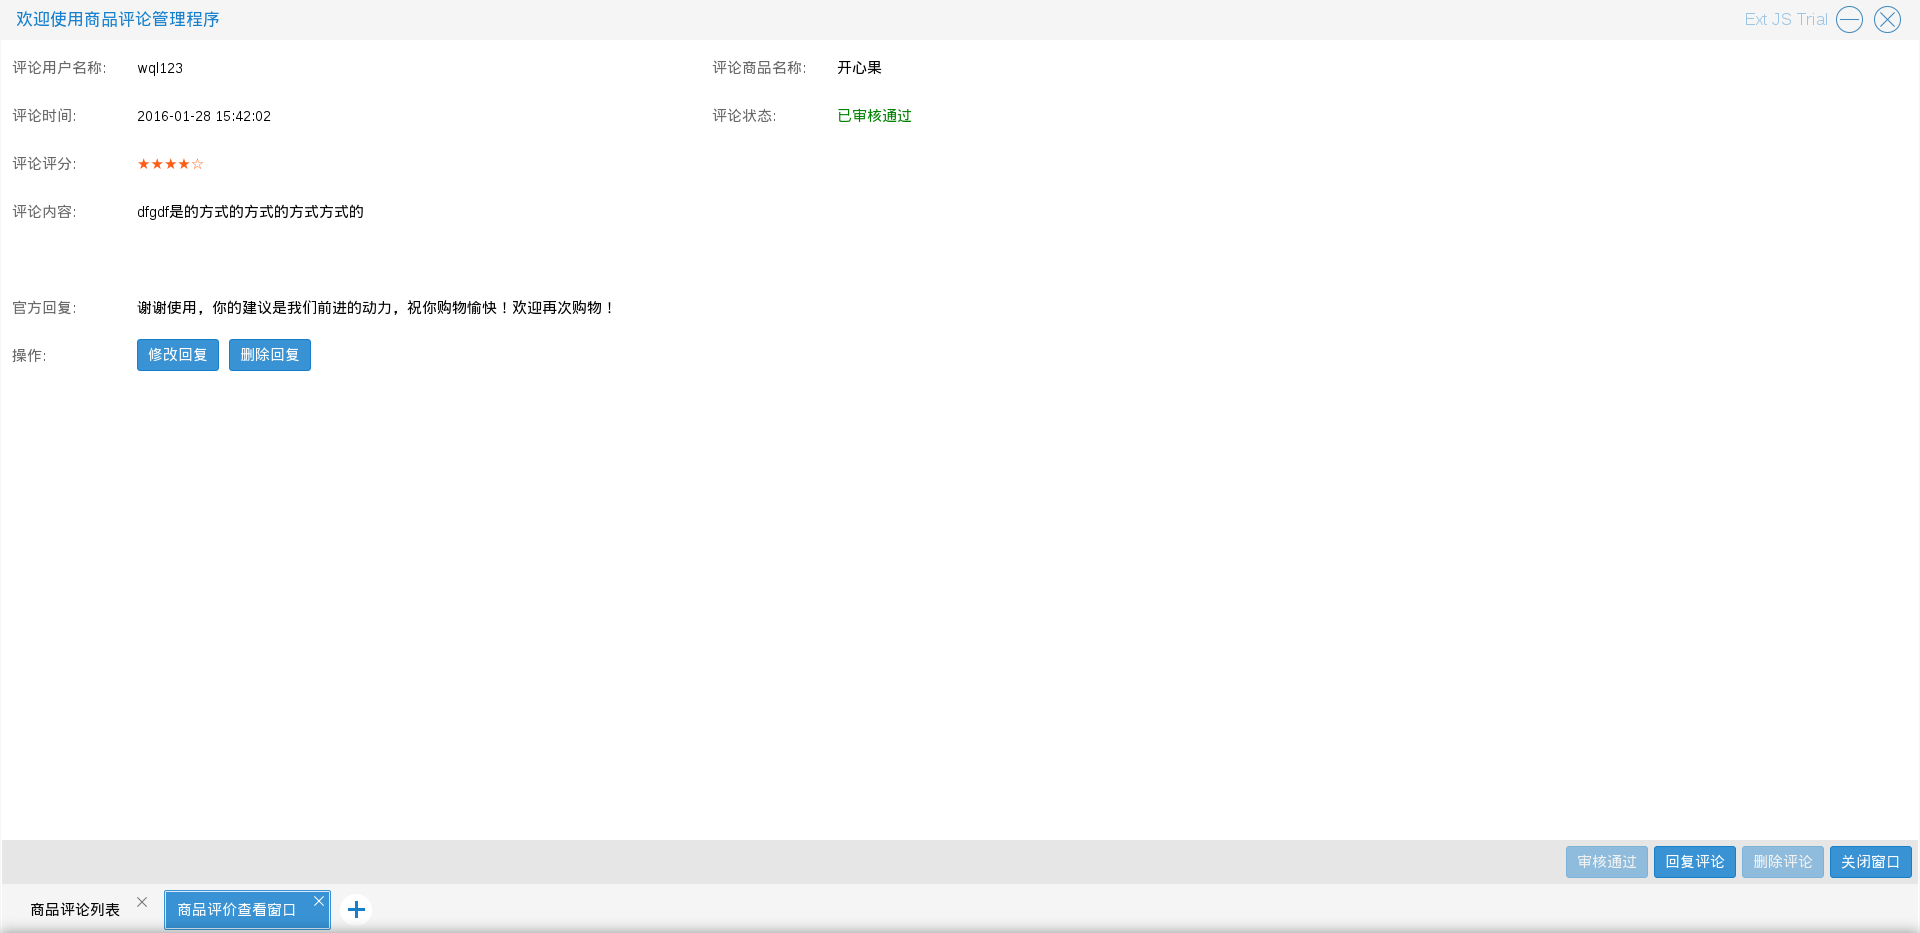 欢迎使用商品评论管理程序 Ext JS Trial
评论用户名称: wql123 评论商品名称: 开心果
评论时间: 2016-01-28 15:42:02 评论状态: 已审核通过
评论评分: ★★★★☆
评论内容: dfgdf是的方式的方式的方式方式的
官方回复: 谢谢使用，你的建议是我们前进的动力，祝你购物愉快！欢迎再次购物！
操作: 修改回复 删除回复
审核通过 回复评论 删除评论 关闭窗口
商品评论列表 商品评价查看窗口